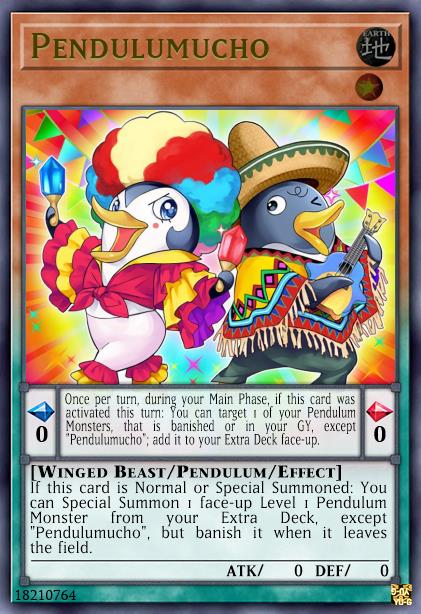 PENDULUMUCHO
EARTH
地
Once per turn, during your Main Phase, if this card was
activated this turn: You can target 1 of your Pendulum
Monsters, that is banished or in your GY, except
"Pendulumucho"; add it to your Extra Deck face-up.
0
0
[WINGED BEAST/PENDULUM/EFFECT]
If this card is Normal or Special Summoned: You
can Special Summon 1 face-up Level 1 Pendulum
Monster from your Extra Deck, except
"Pendulumucho", but banish it when it leaves
the field.
ATK/ 0 DEF/ 0
18210764